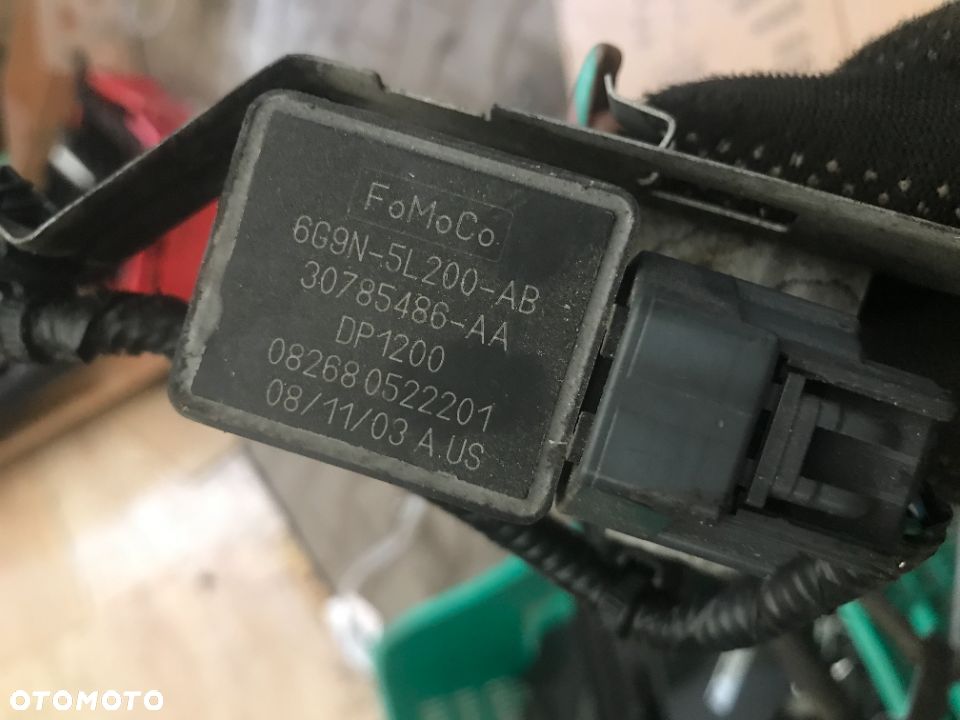 FoMoCo
6G9N-5L200-AB
30785486-AA
DP1200
08268 0522201
08/11/03 A.US
OTOMOTO